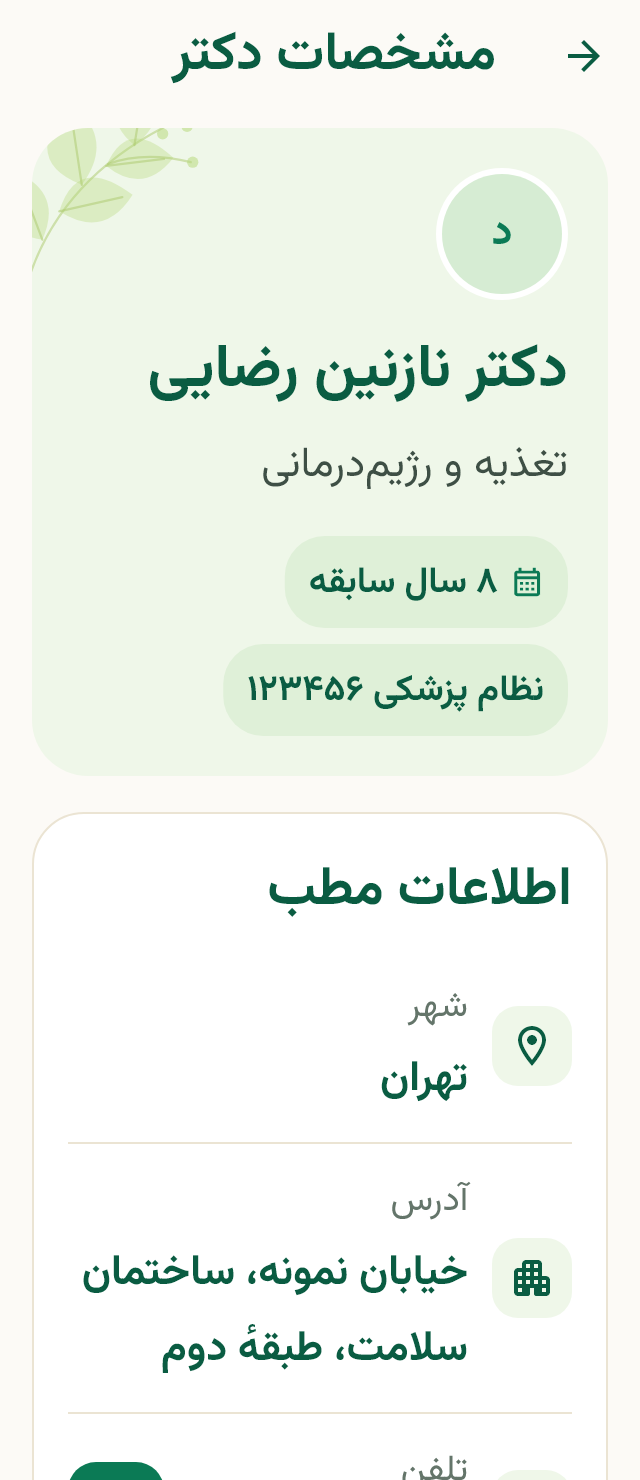 مشخصات دکتر
د
دکتر نازنین رضایی
تغذیه و رژیم‌درمانی
۸ سال سابقه
نظام پزشکی ۱۲۳۴۵۶
اطلاعات مطب
شهر
تهران
آدرس
خیابان نمونه، ساختمان
سلامت، طبقهٔ دوم
تلفن